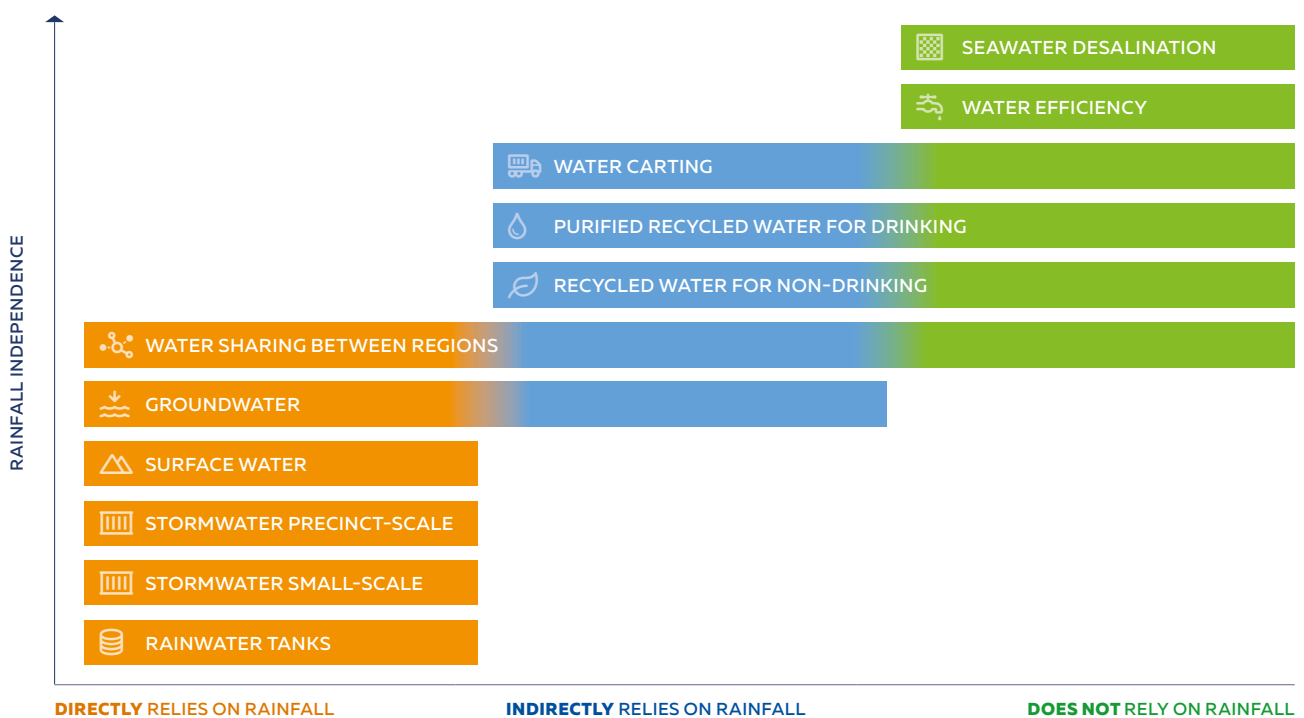 SEAWATER DESALINATION
WATER EFFICIENCY
WATER CARTING
PURIFIED RECYCLED WATER FOR DRINKING
RECYCLED WATER FOR NON-DRINKING
WATER SHARING BETWEEN REGIONS
GROUNDWATER
SURFACE WATER
STORMWATER PRECINCT-SCALE
STORMWATER SMALL-SCALE
RAINWATER TANKS
RAINFALL INDEPENDENCE
DIRECTLY RELIES ON RAINFALL
INDIRECTLY RELIES ON RAINFALL
DOES NOT RELY ON RAINFALL